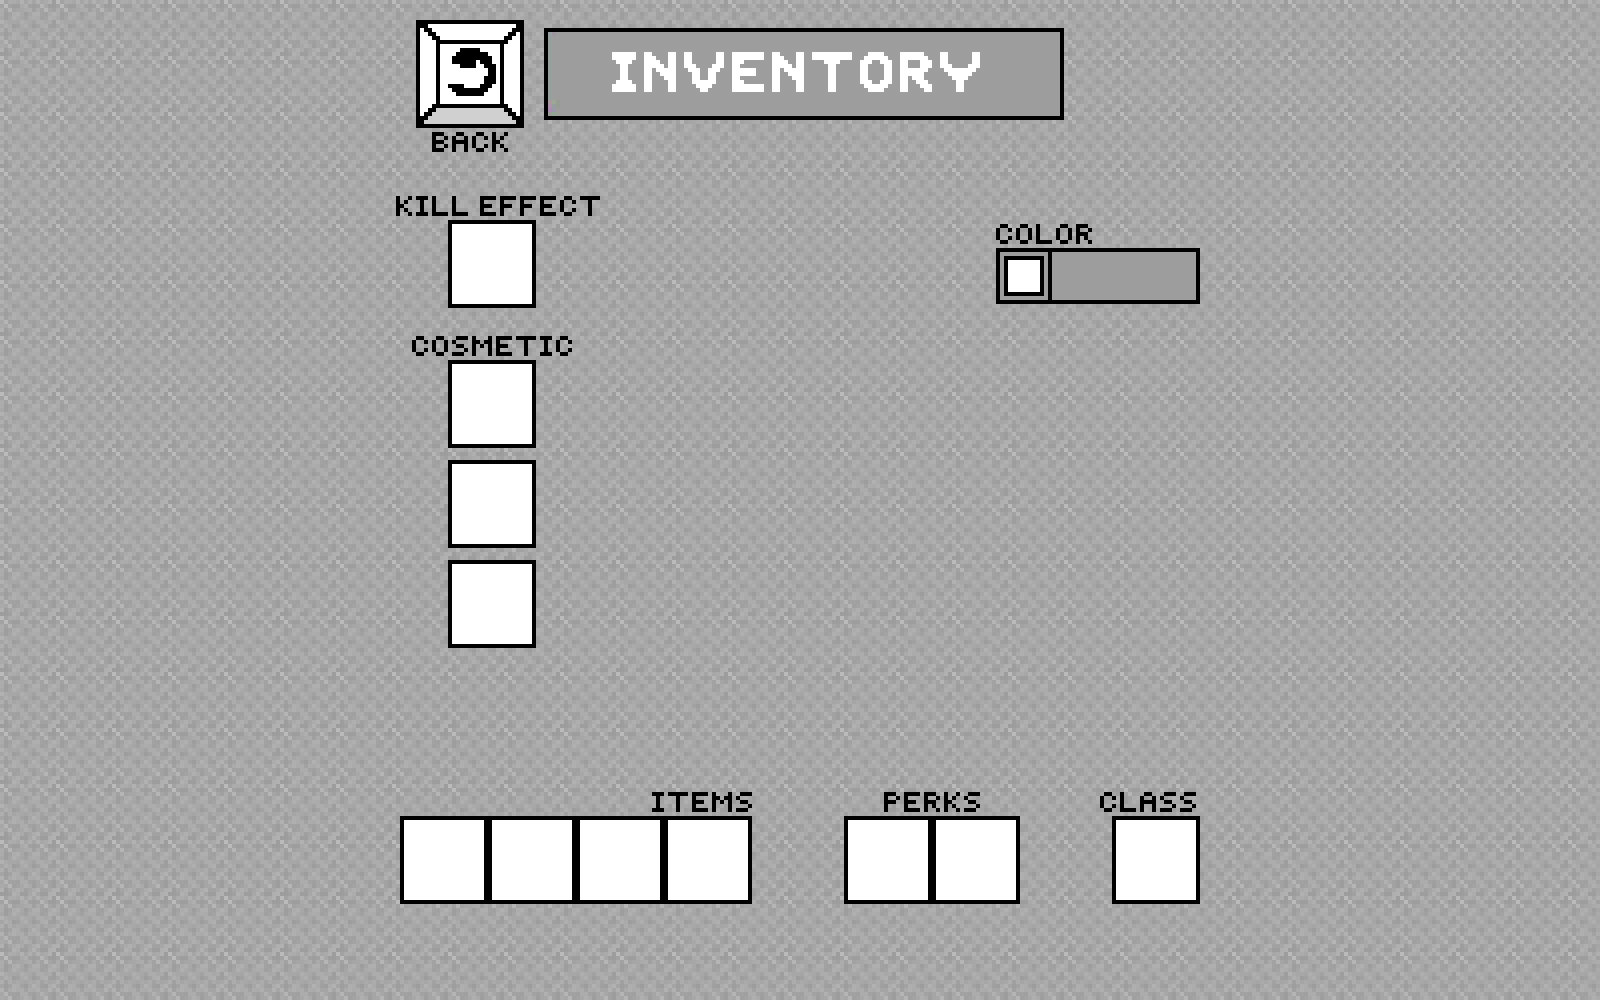 INVENTORY
BACK
KILL EFFECT
COLOR
COSMETIC
ITEMS
PERKS
CLASS